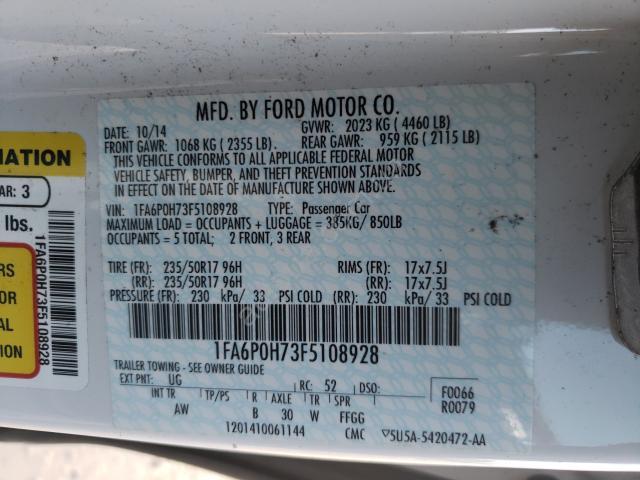 MFD. BY FORD MOTOR CO.
DATE: 10/14 GVWR: 2023 KG ( 4460 LB)
FRONT GAWR: 1068 KG ( 2355 LB) REAR GAWR: 959 KG ( 2115 LB)
THIS VEHICLE CONFORMS TO ALL APPLICABLE FEDERAL MOTOR
VEHICLE SAFETY, BUMPER, AND THEFT PREVENTION STANDARDS
IN EFFECT ON THE DATE OF MANUFACTURE SHOWN ABOVE.
VIN: 1FA6P0H73F5108928 TYPE: Passenger Car
MAXIMUM LOAD = OCCUPANTS + LUGGAGE = 385KG/ 850LB
OCCUPANTS = 5 TOTAL; 2 FRONT, 3 REAR
TIRE (FR): 235/50R17 96H RIMS (FR): 17x7.5J
(RR): 235/50R17 96H (RR): 17x7.5J
PRESSURE (FR): 230 kPa/ 33 PSI COLD (RR): 230 kPa/ 33 PSI COLD
1FA6P0H73F5108928
TRAILER TOWING - SEE OWNER GUIDE
EXT PNT: UG RC: 52 DSO: F0066
INT TR TP/PS R AXLE TR SPR R0079
AW B 30 W FFGG
1201410061144 CMC ▽5U5A-5420472-AA
MATION
AR: 3
lbs.
RS
OR
AL
NG
1FA6P0H73F5108928